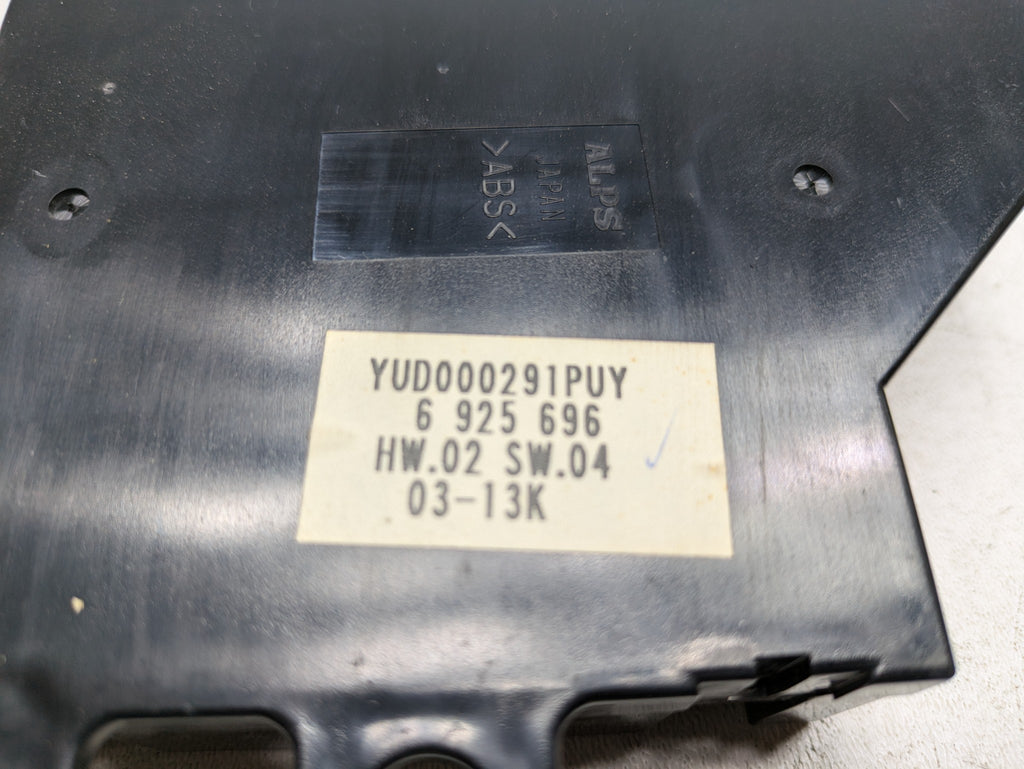 ALPS
JAPAN
>ABS<
YUD000291PUY
6 925 696
HW.02 SW.04
03-13K